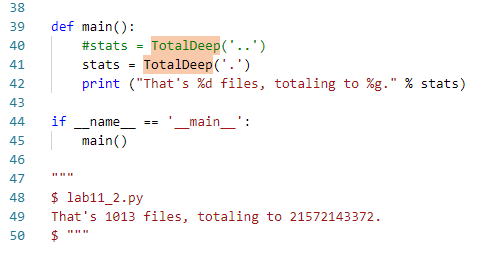 38
39 def main():
40     #stats = TotalDeep('..')
41     stats = TotalDeep('.')
42     print ("That's %d files, totaling to %g." % stats)
43
44 if __name__ == '__main__':
45     main()
46
47 """
48 $ lab11_2.py
49 That's 1013 files, totaling to 21572143372.
50 $ """